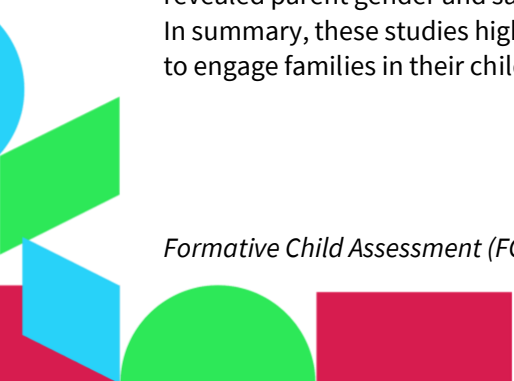 revealed parent gender and
In summary, these studies
to engage families in their
Formative Child Assessment